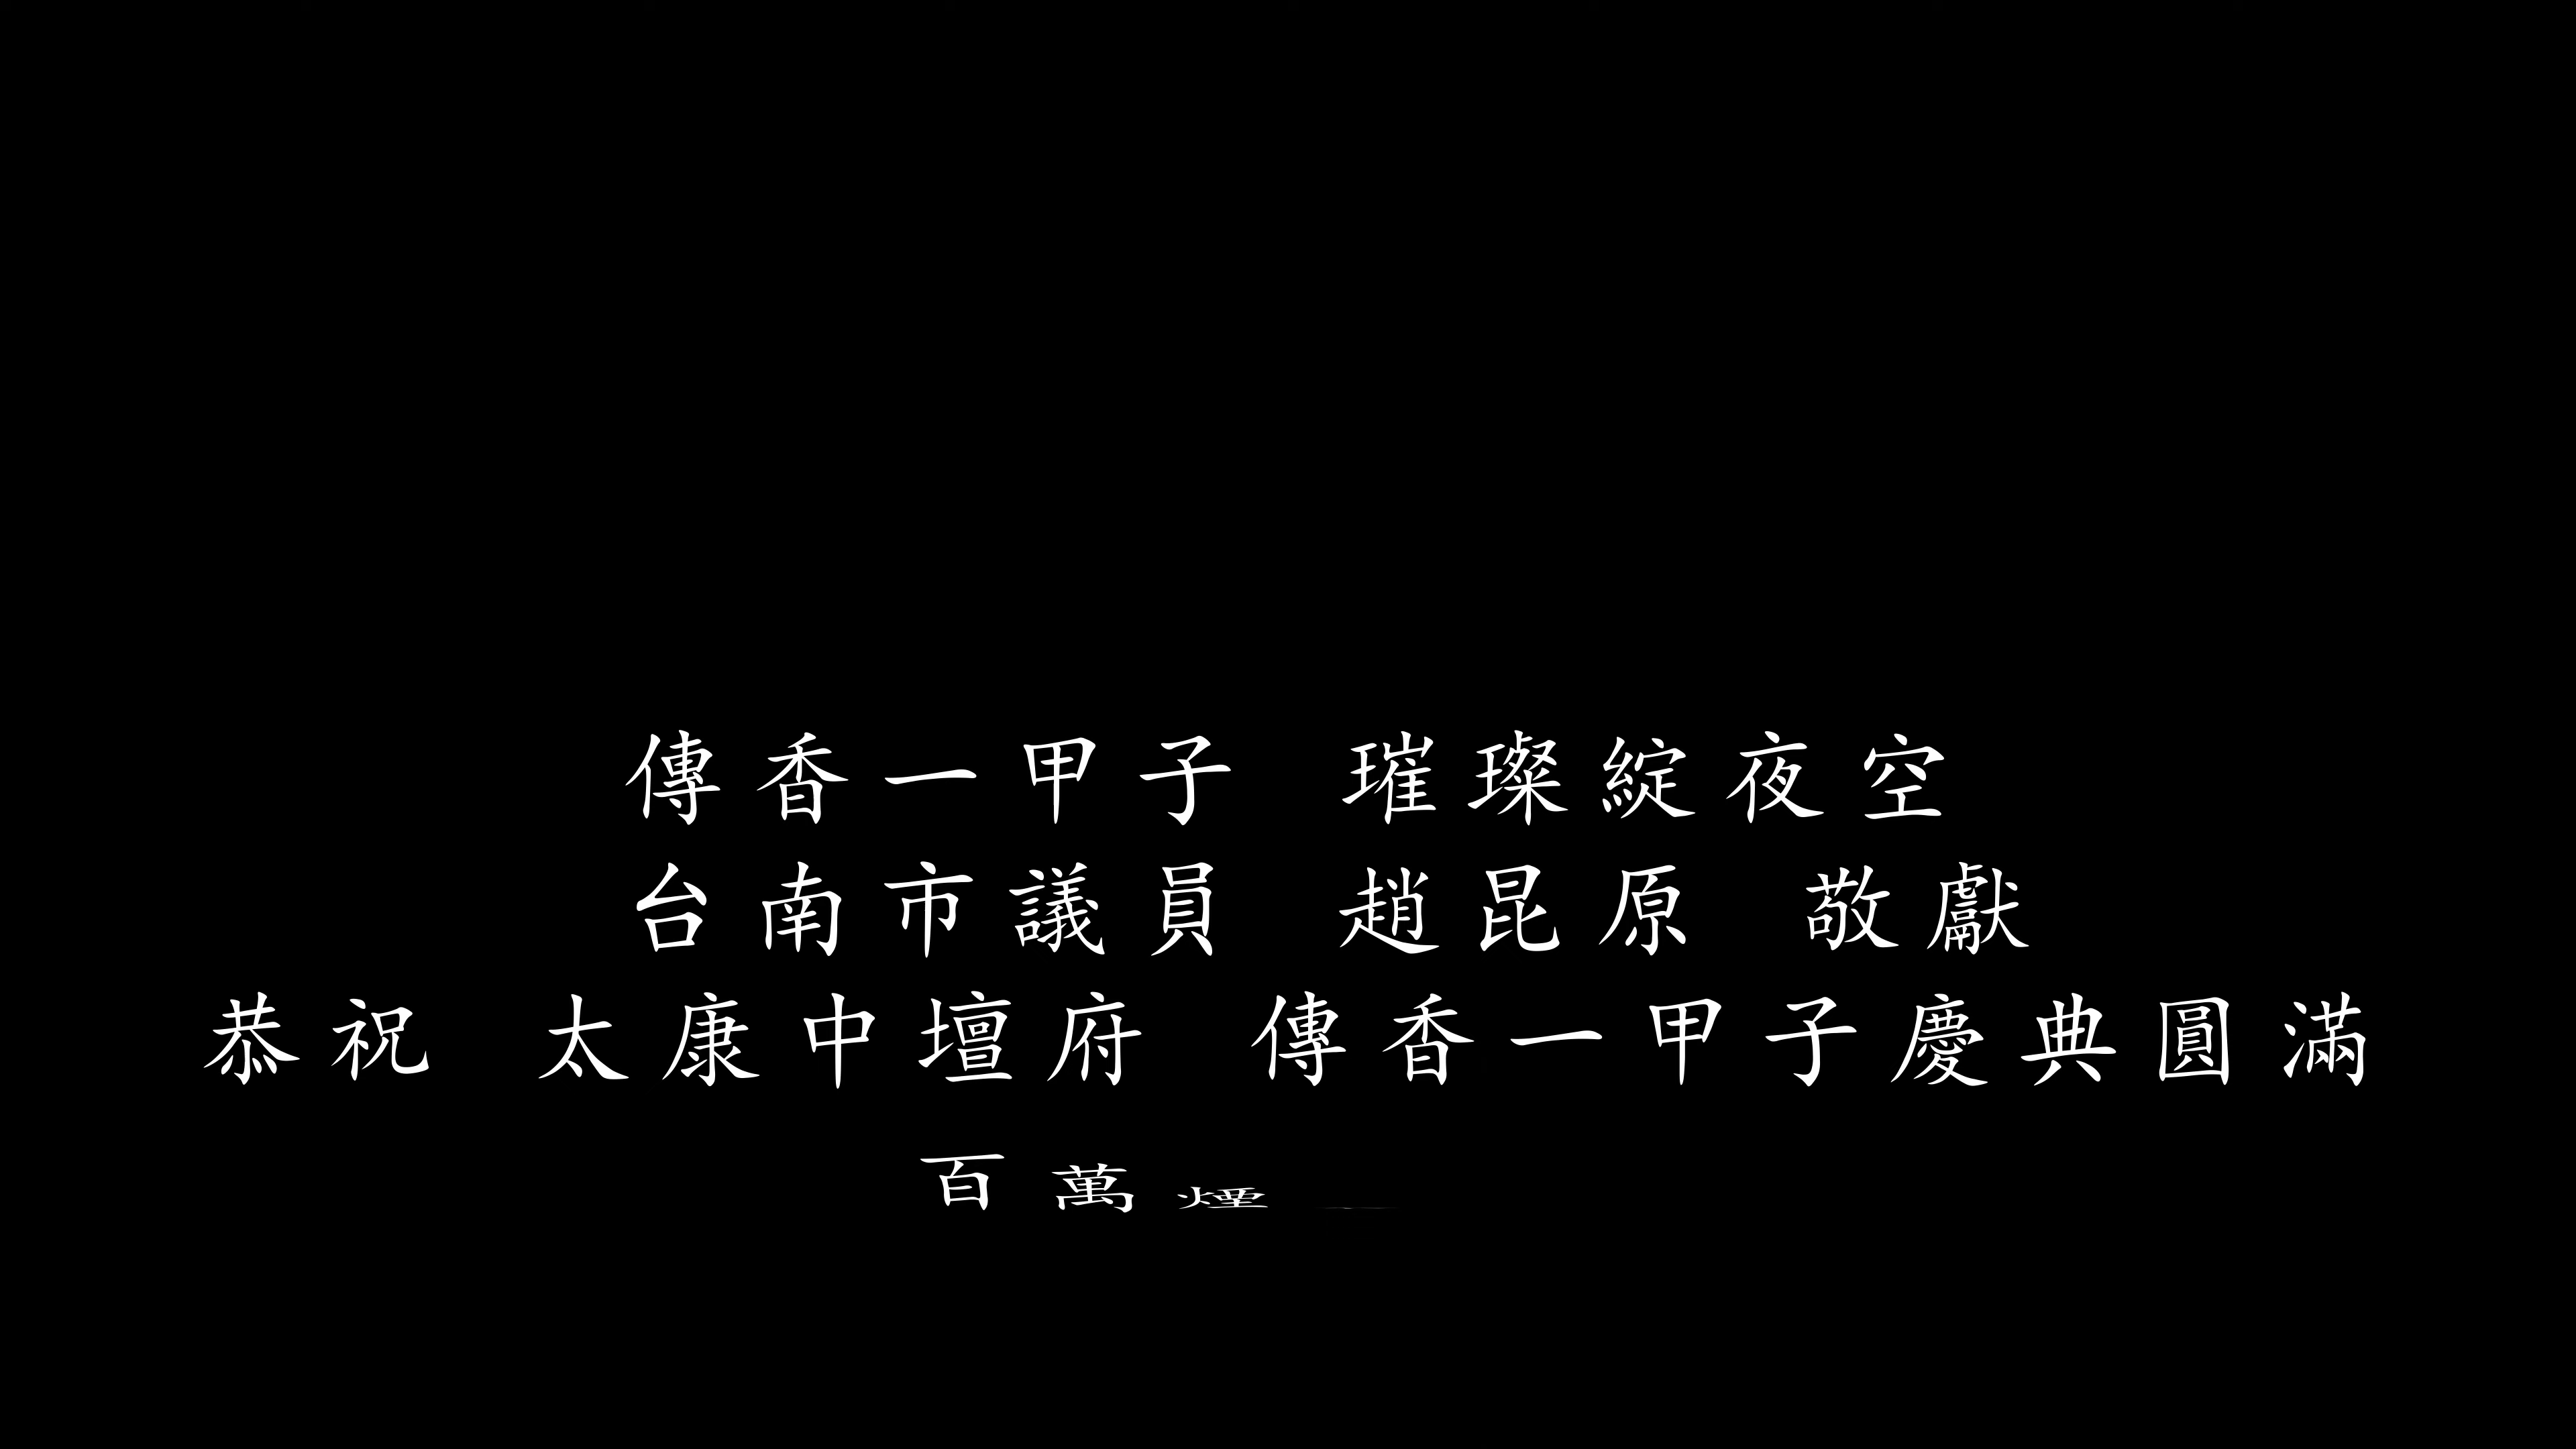 傳香一甲子 璀璨綻夜空
台南市議員 趙昆原 敬獻
恭祝 太康中壇府 傳香一甲子慶典圓滿
百萬煙